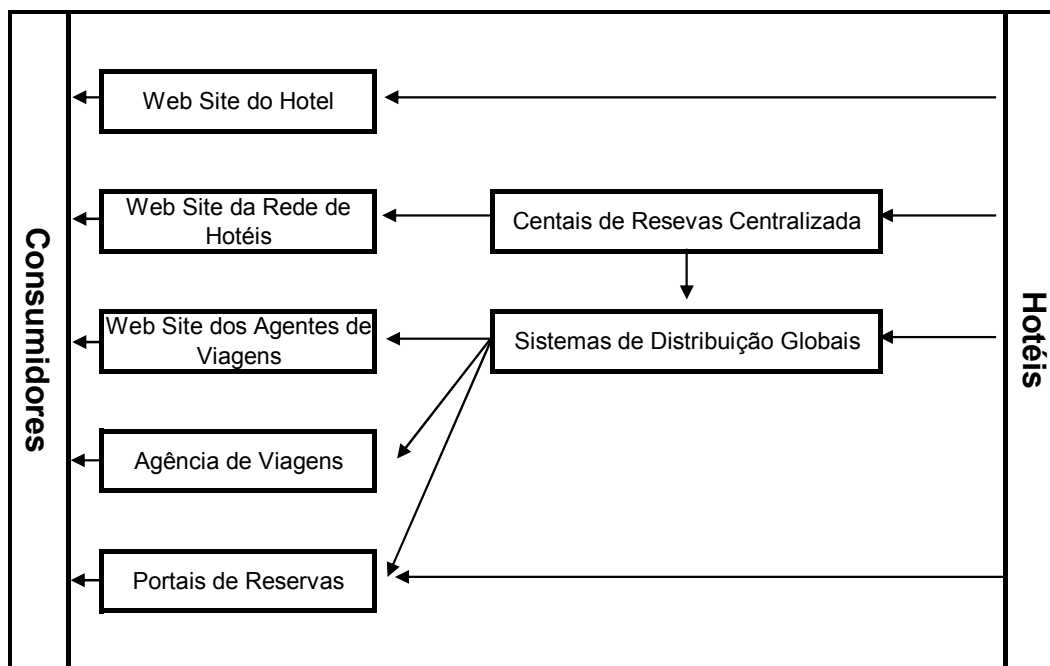 Consumidores
Web Site do Hotel
Web Site da Rede de
Hotéis
Centais de Resevas Centralizada
Web Site dos Agentes de
Viagens
Sistemas de Distribuição Globais
Agência de Viagens
Portais de Reservas
Hotéis